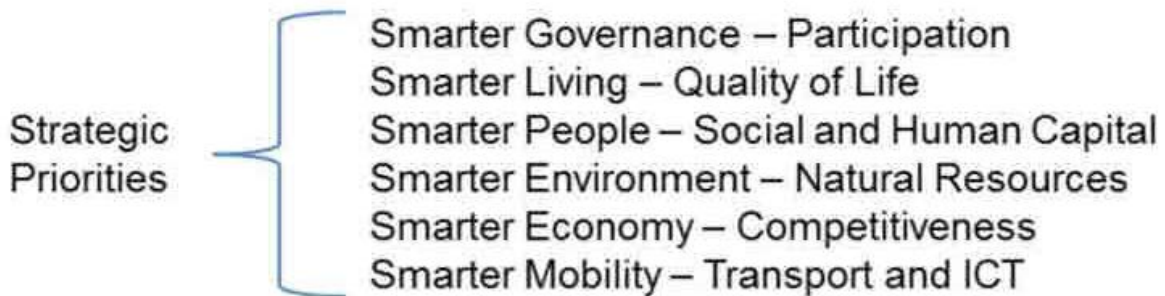 Strategic
Priorities
Smarter Governance – Participation
Smarter Living – Quality of Life
Smarter People – Social and Human Capital
Smarter Environment – Natural Resources
Smarter Economy – Competitiveness
Smarter Mobility – Transport and ICT